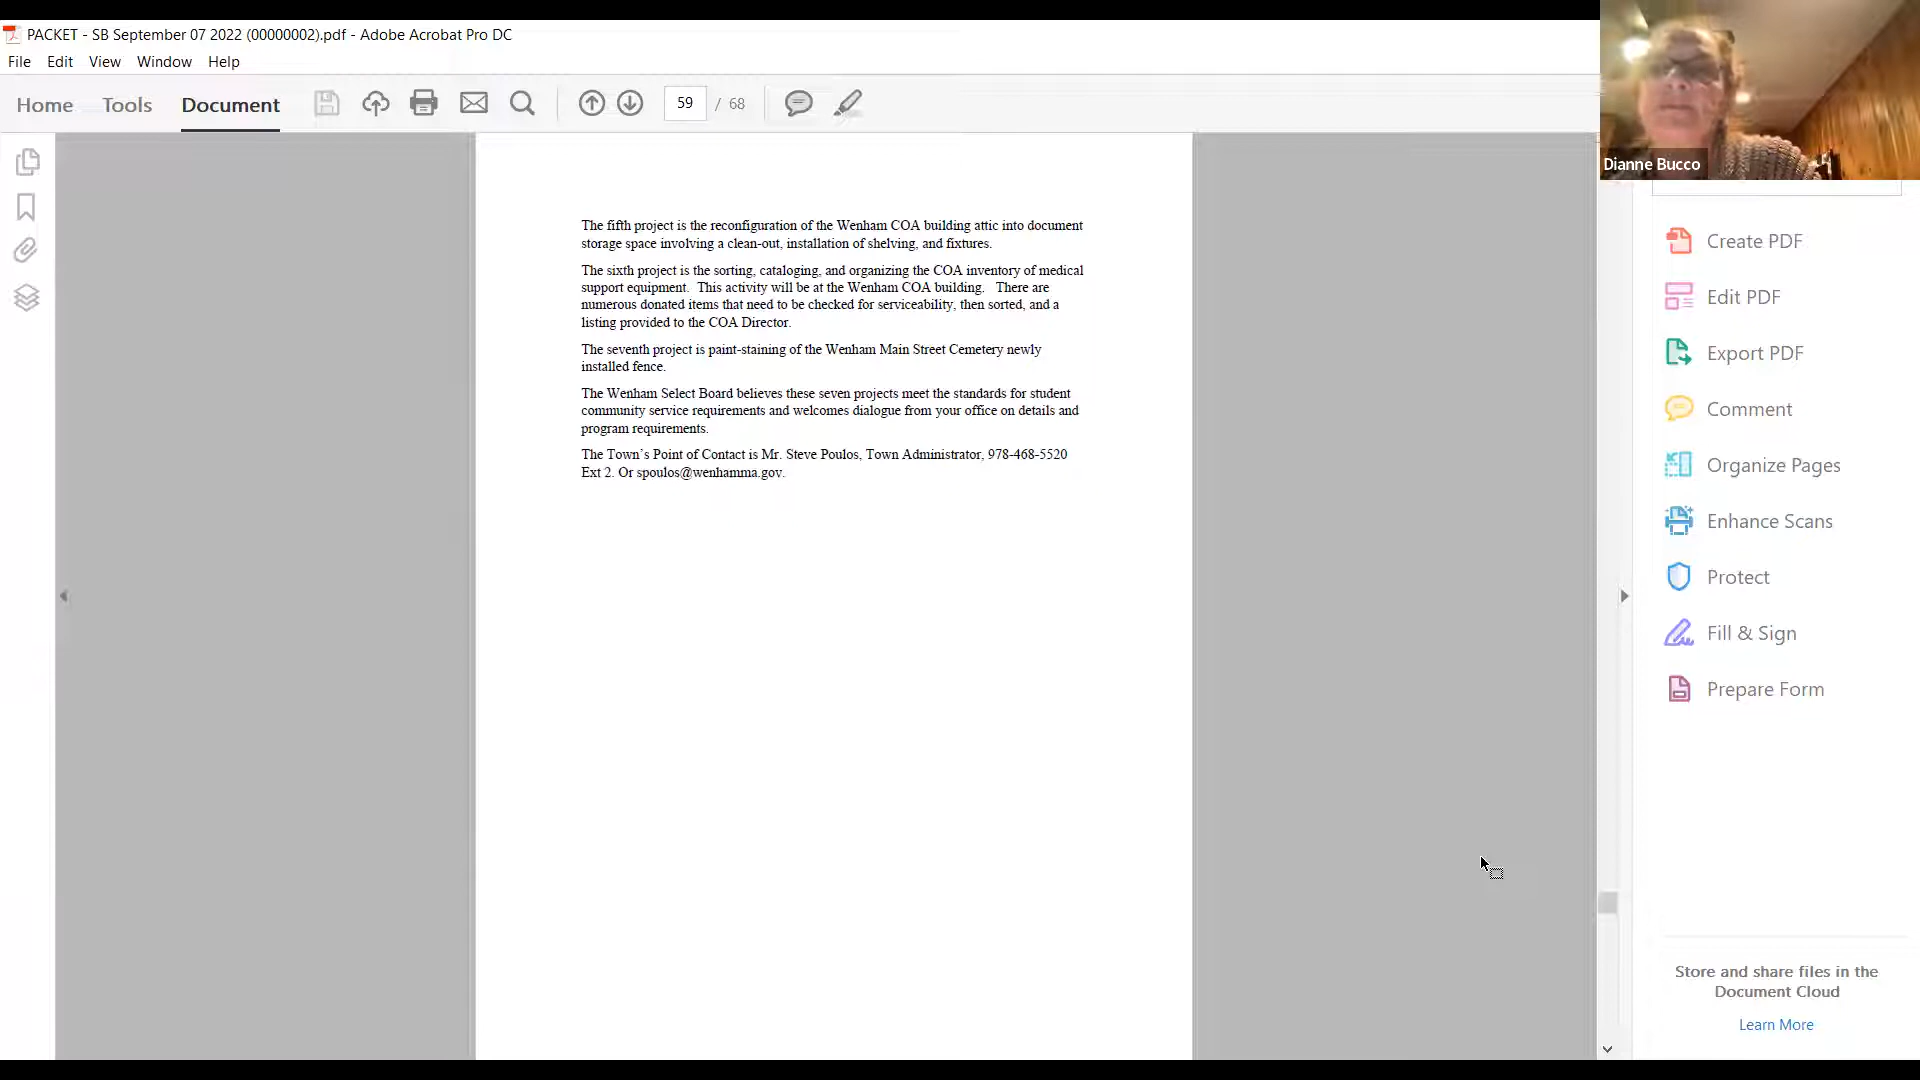 PACKET - SB September 07 2022 (00000002).pdf - Adobe Acrobat Pro DC
File Edit View Window Help
Home Tools Document 59 / 68
Dianne Bucco
The fifth project is the reconfiguration of the Wenham COA building attic into document
storage space involving a clean-out, installation of shelving, and fixtures.
The sixth project is the sorting, cataloging, and organizing the COA inventory of medical
support equipment. This activity will be at the Wenham COA building. There are
numerous donated items that need to be checked for serviceability, then sorted, and a
listing provided to the COA Director.
The seventh project is paint-staining of the Wenham Main Street Cemetery newly
installed fence.
The Wenham Select Board believes these seven projects meet the standards for student
community service requirements and welcomes dialogue from your office on details and
program requirements.
The Town's Point of Contact is Mr. Steve Poulos, Town Administrator, 978-468-5520
Ext 2. Or spoulos@wenhamma.gov.
Create PDF
Edit PDF
Export PDF
Comment
Organize Pages
Enhance Scans
Protect
Fill & Sign
Prepare Form
Store and share files in the
Document Cloud
Learn More